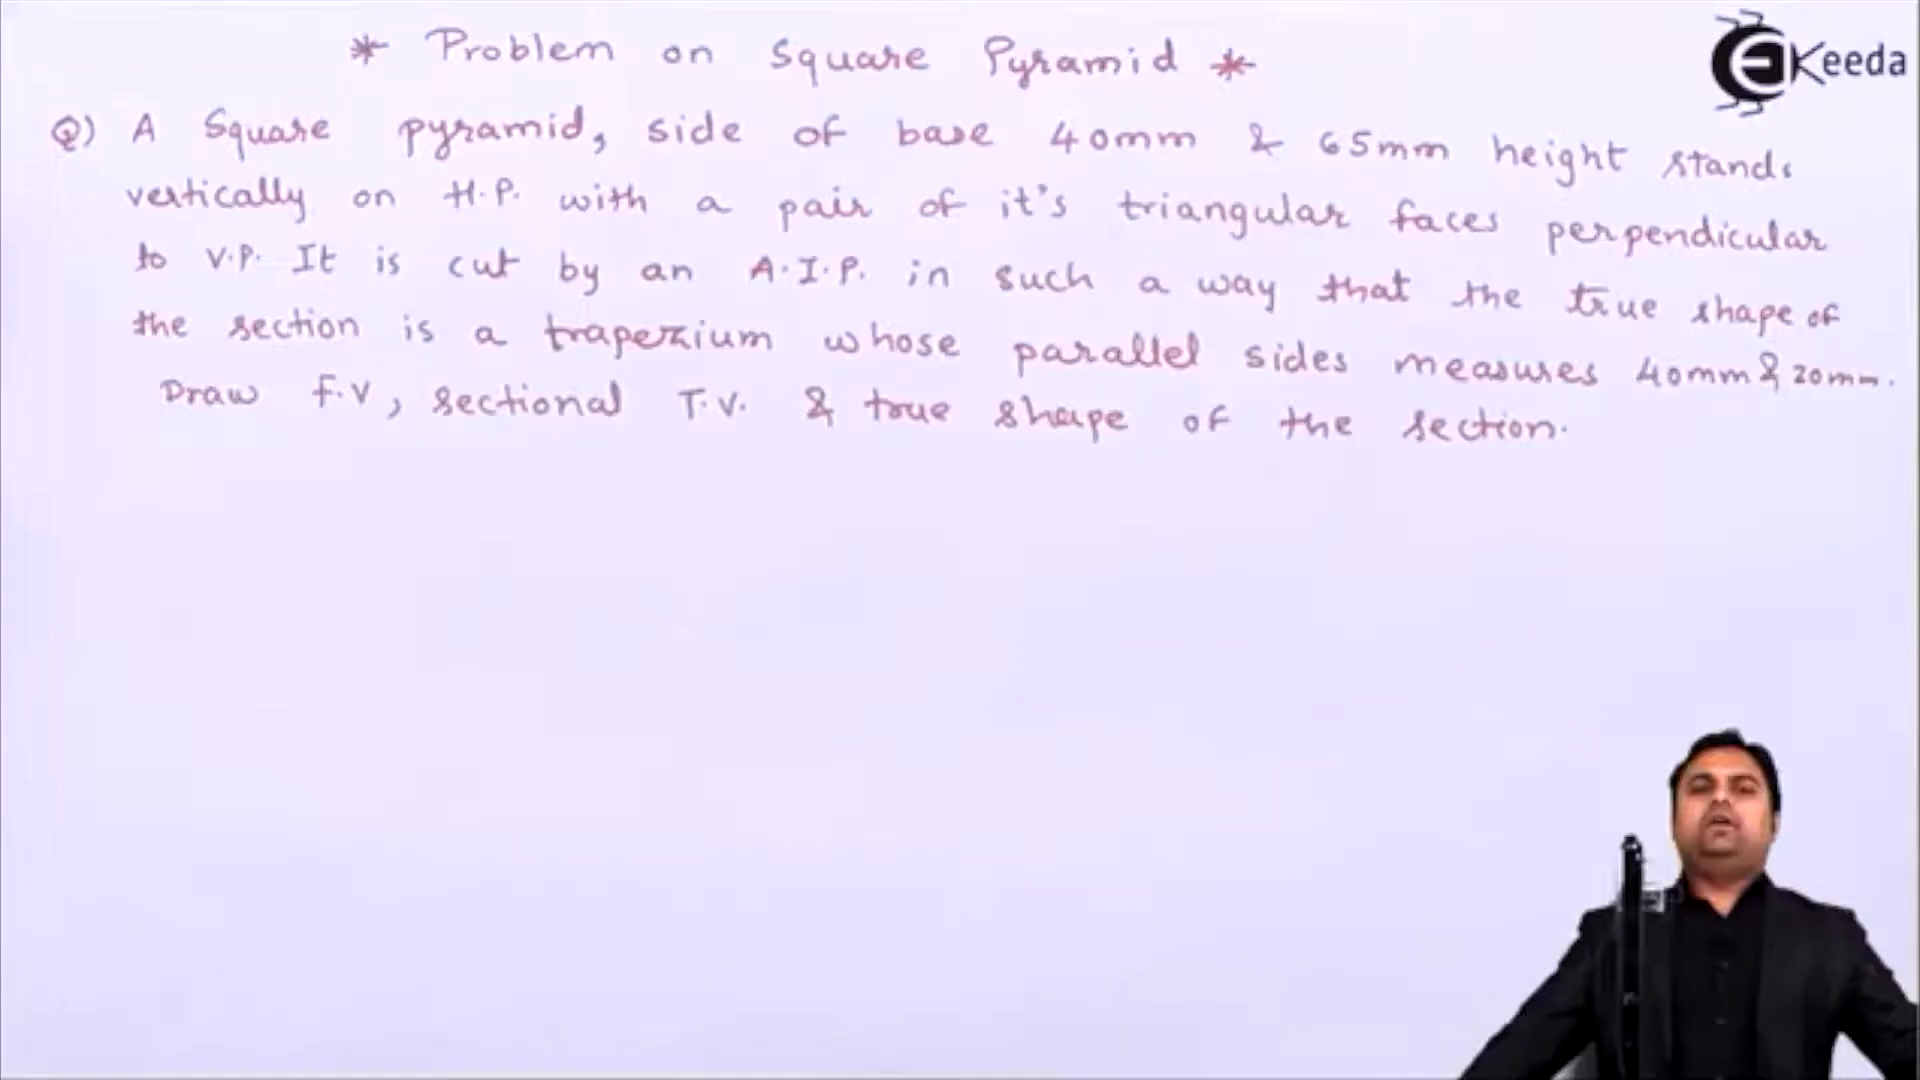 * Problem on Square Pyramid *
EKeeda
Q) A Square pyramid, side of base 40mm & 65mm height stands
vertically on H.P. with a pair of it's triangular faces perpendicular
to V.P. It is cut by an A.I.P. in such a way that the true shape of
the section is a trapezium whose parallel sides measures 40mm & 20mm.
Draw F.V, sectional T.V. & true shape of the section.